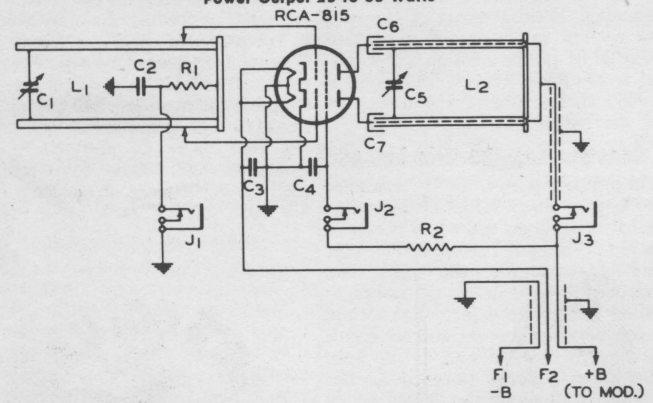 Power Output 25 to 35 Watts
RCA-815
C6
C2
R1
L1
C1
C5
L2
C7
C3
C4
J1
J2
J3
R2
F1
F2
+B
-B
(TO MOD.)